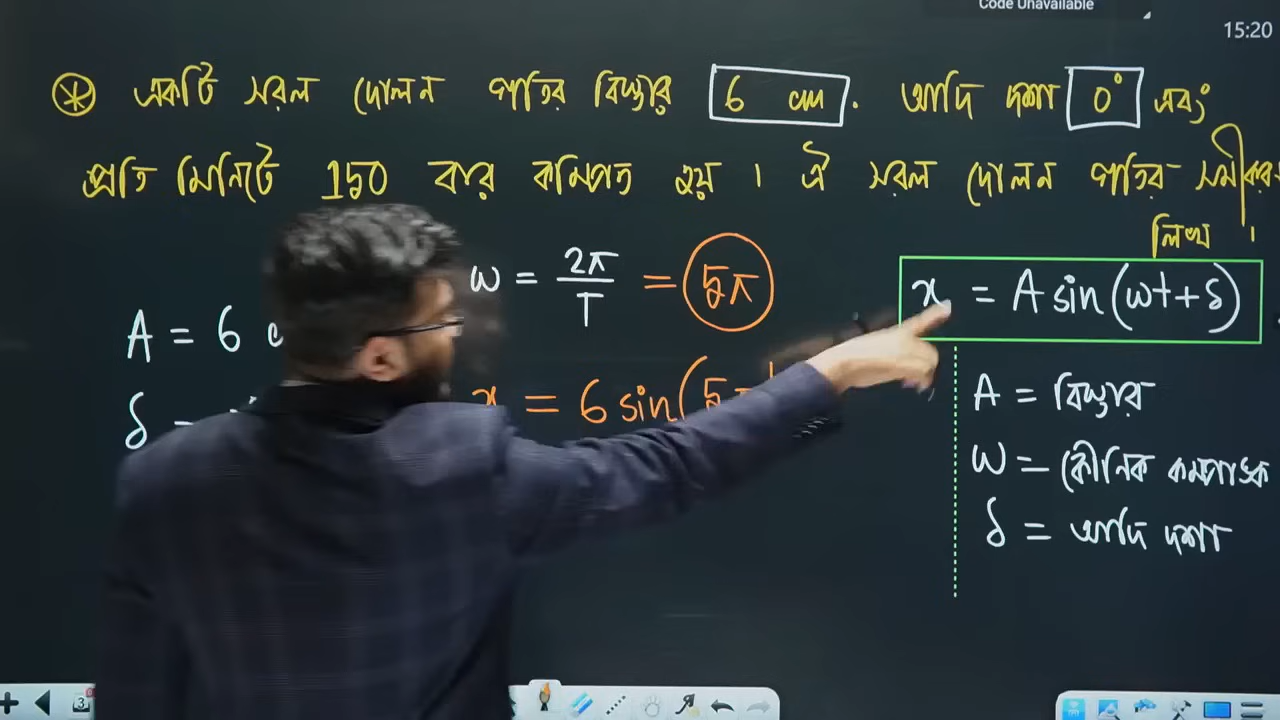 Code Unavailable
15:20
একটি সরল দোলন গতির বিস্তার 6 cm . আদি দশা 0° এবং
প্রতি মিনিটে 150 বার কম্পিত হয় । ঐ সরল দোলন গতির সমীকরণ
লিখ ।
ω = 2π/T = 5π
x = A sin(ωt+δ)
A = 6 c
δ =
x = 6 sin(5π
A = বিস্তার
ω = কৌণিক কম্পাঙ্ক
δ = আদি দশা